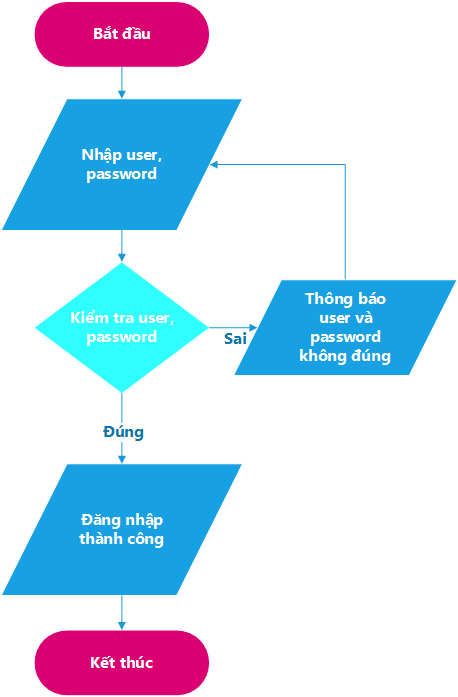 Bắt đầu
Nhập user,
password
Kiểm tra user,
password
Sai
Thông báo
user và
password
không đúng
Đúng
Đăng nhập
thành công
Kết thúc